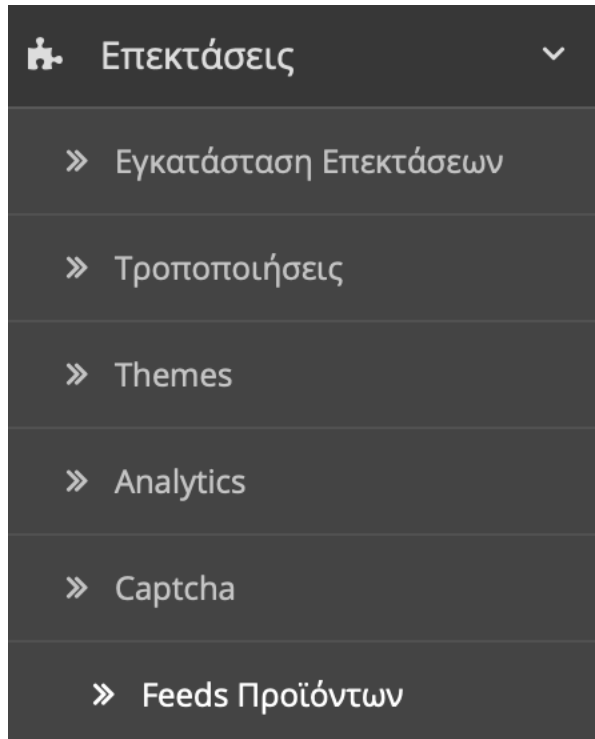 Επεκτάσεις
Εγκατάσταση Επεκτάσεων
Τροποποιήσεις
Themes
Analytics
Captcha
Feeds Προϊόντων